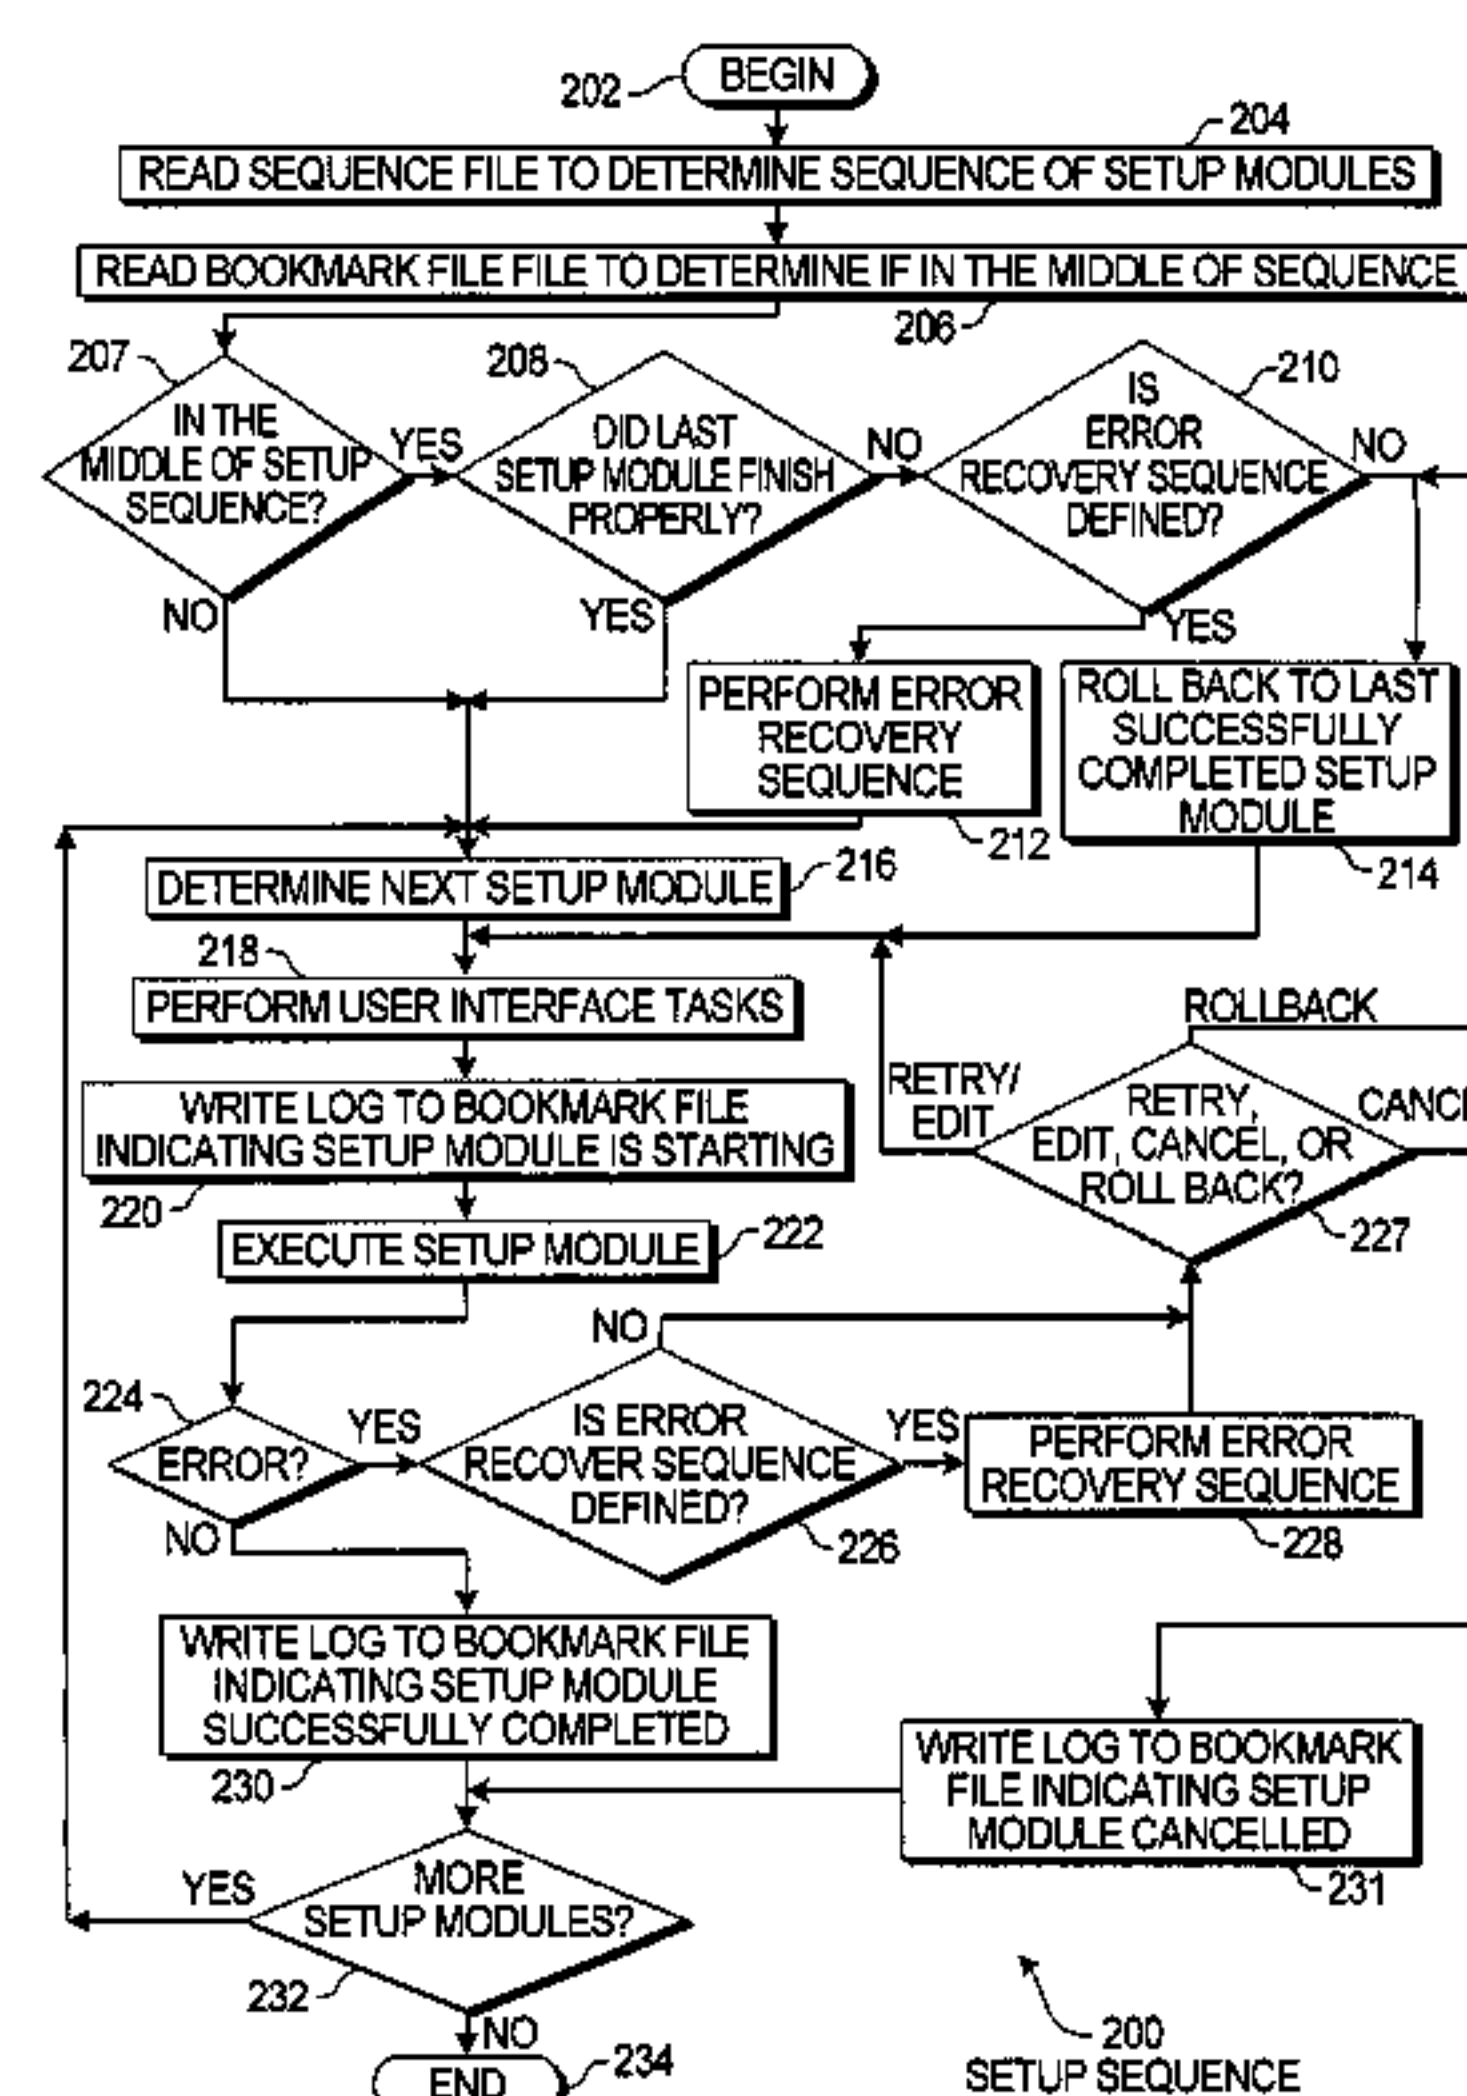 BEGIN
202
204
READ SEQUENCE FILE TO DETERMINE SEQUENCE OF SETUP MODULES
READ BOOKMARK FILE FILE TO DETERMINE IF IN THE MIDDLE OF SEQUENCE
206
207
IN THE
MIDDLE OF SETUP
SEQUENCE?
YES
NO
208
DID LAST
SETUP MODULE FINISH
PROPERLY?
NO
YES
210
IS
ERROR
RECOVERY SEQUENCE
DEFINED?
NO
YES
PERFORM ERROR
RECOVERY
SEQUENCE
212
ROLL BACK TO LAST
SUCCESSFULLY
COMPLETED SETUP
MODULE
214
DETERMINE NEXT SETUP MODULE
216
218
PERFORM USER INTERFACE TASKS
WRITE LOG TO BOOKMARK FILE
INDICATING SETUP MODULE IS STARTING
220
EXECUTE SETUP MODULE
222
ROLLBACK
RETRY/
EDIT
RETRY,
EDIT, CANCEL, OR
ROLL BACK?
CANC
227
224
ERROR?
YES
NO
NO
IS ERROR
RECOVER SEQUENCE
DEFINED?
YES
226
PERFORM ERROR
RECOVERY SEQUENCE
228
WRITE LOG TO BOOKMARK FILE
INDICATING SETUP MODULE
SUCCESSFULLY COMPLETED
230
WRITE LOG TO BOOKMARK
FILE INDICATING SETUP
MODULE CANCELLED
231
YES
MORE
SETUP MODULES?
232
NO
END
234
200
SETUP SEQUENCE